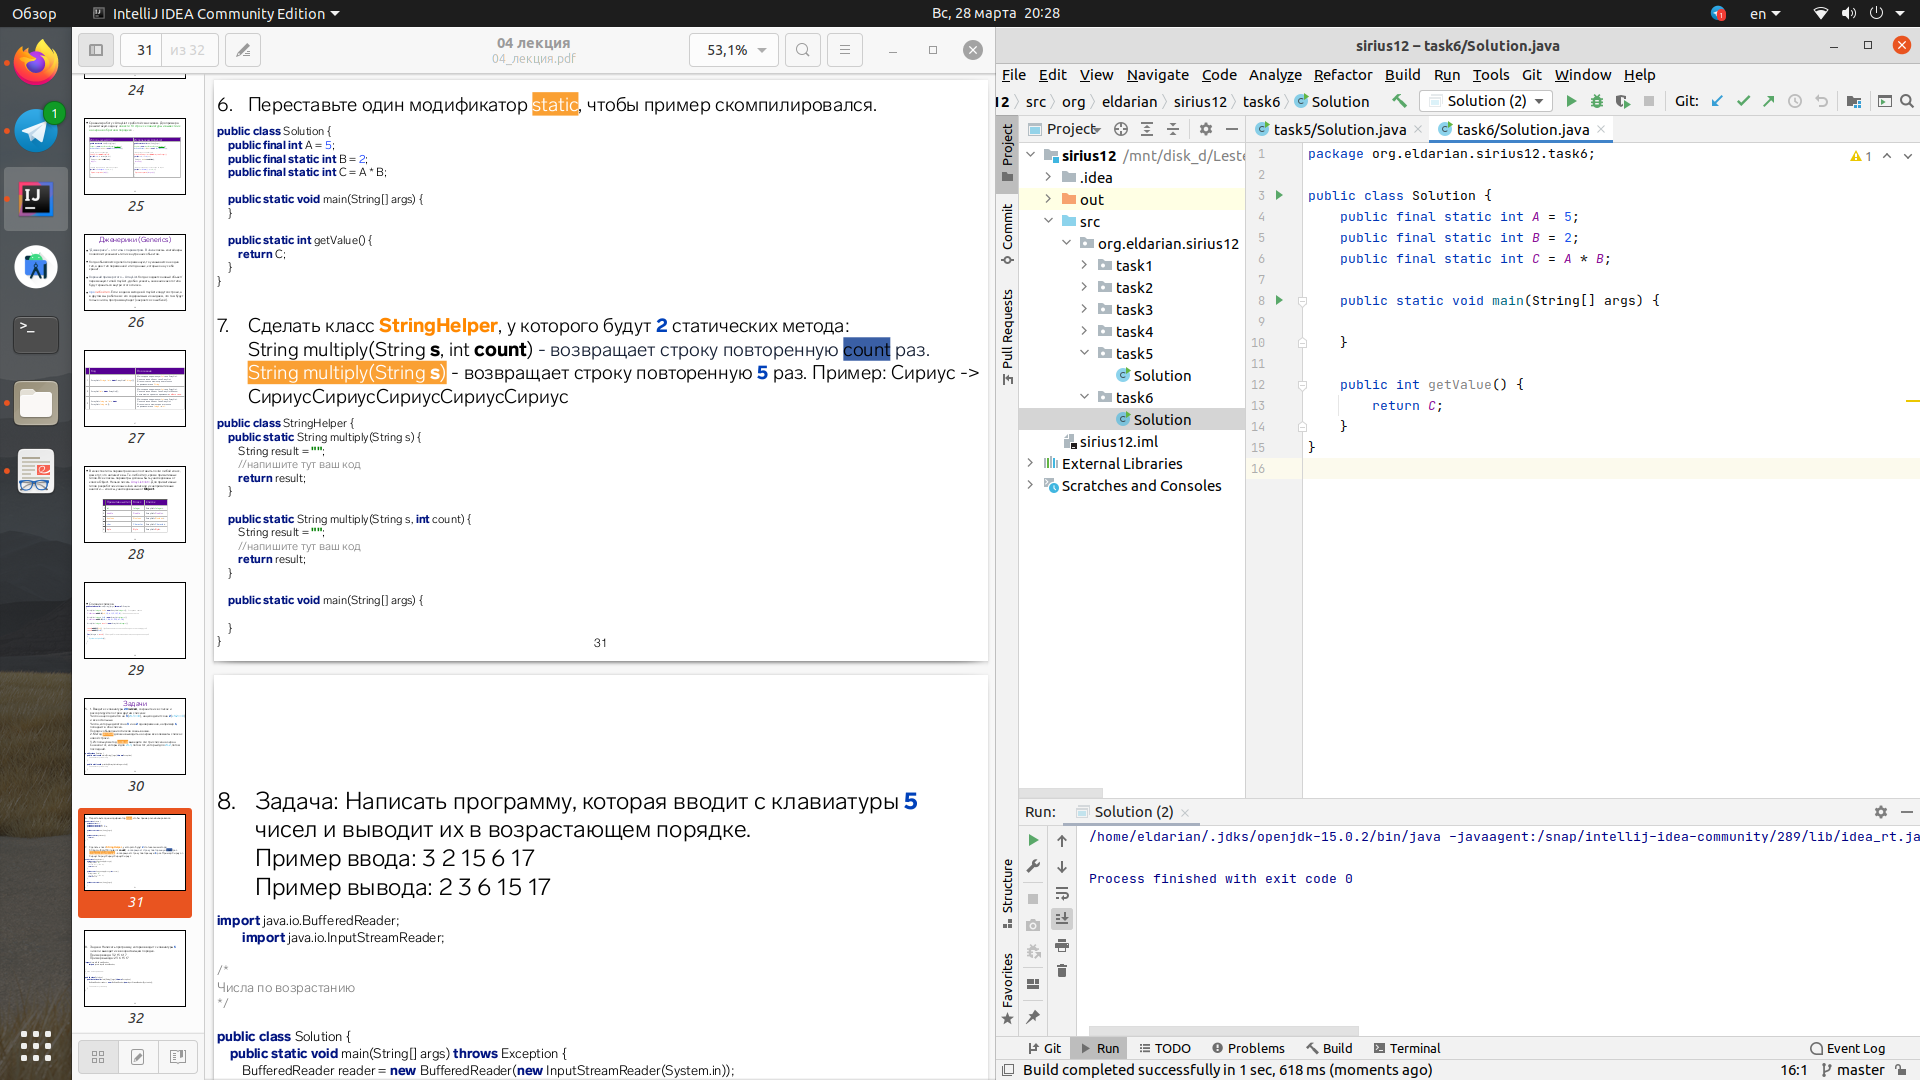 Обзор
IntelliJ IDEA Community Edition
Вс, 28 марта 20:28
en
31 из 32
04 лекция
04_лекция.pdf
53,1%
24
25
Дженерики (Generics)
26
27
28
29
Задачи
30
31
32
6. Переставьте один модификатор static, чтобы пример скомпилировался.
public class Solution {
public final int A = 5;
public final static int B = 2;
public final static int C = A * B;
public static void main(String[] args) {
}
public static int getValue() {
return C;
}
}
7. Сделать класс StringHelper, у которого будут 2 статических метода:
String multiply(String s, int count) - возвращает строку повторенную count раз.
String multiply(String s) - возвращает строку повторенную 5 раз. Пример: Сириус ->
СириусСириусСириусСириусСириус
public class StringHelper {
public static String multiply(String s) {
String result = "";
//напишите тут ваш код
return result;
}
public static String multiply(String s, int count) {
String result = "";
//напишите тут ваш код
return result;
}
public static void main(String[] args) {
}
}
31
8. Задача: Написать программу, которая вводит с клавиатуры 5
чисел и выводит их в возрастающем порядке.
Пример ввода: 3 2 15 6 17
Пример вывода: 2 3 6 15 17
import java.io.BufferedReader;
import java.io.InputStreamReader;
/*
Числа по возрастанию
*/
public class Solution {
public static void main(String[] args) throws Exception {
BufferedReader reader = new BufferedReader(new InputStreamReader(System.in));
sirius12 – task6/Solution.java
File Edit View Navigate Code Analyze Refactor Build Run Tools Git Window Help
12 src org eldarian sirius12 task6 Solution
Solution (2)
Git:
Project
Commit
Pull Requests
Structure
Favorites
Project
sirius12 /mnt/disk_d/Leste
.idea
out
src
org.eldarian.sirius12
task1
task2
task3
task4
task5
Solution
task6
Solution
sirius12.iml
External Libraries
Scratches and Consoles
task5/Solution.java
task6/Solution.java
1
1 package org.eldarian.sirius12.task6;
2
3 public class Solution {
4 public final static int A = 5;
5 public final static int B = 2;
6 public final static int C = A * B;
7
8 public static void main(String[] args) {
9
10 }
11
12 public int getValue() {
13 return C;
14 }
15 }
16
Run: Solution (2)
/home/eldarian/.jdks/openjdk-15.0.2/bin/java -javaagent:/snap/intellij-idea-community/289/lib/idea_rt.ja
Process finished with exit code 0
Git Run TODO Problems Build Terminal
Event Log
Build completed successfully in 1 sec, 618 ms (moments ago)
16:1 master